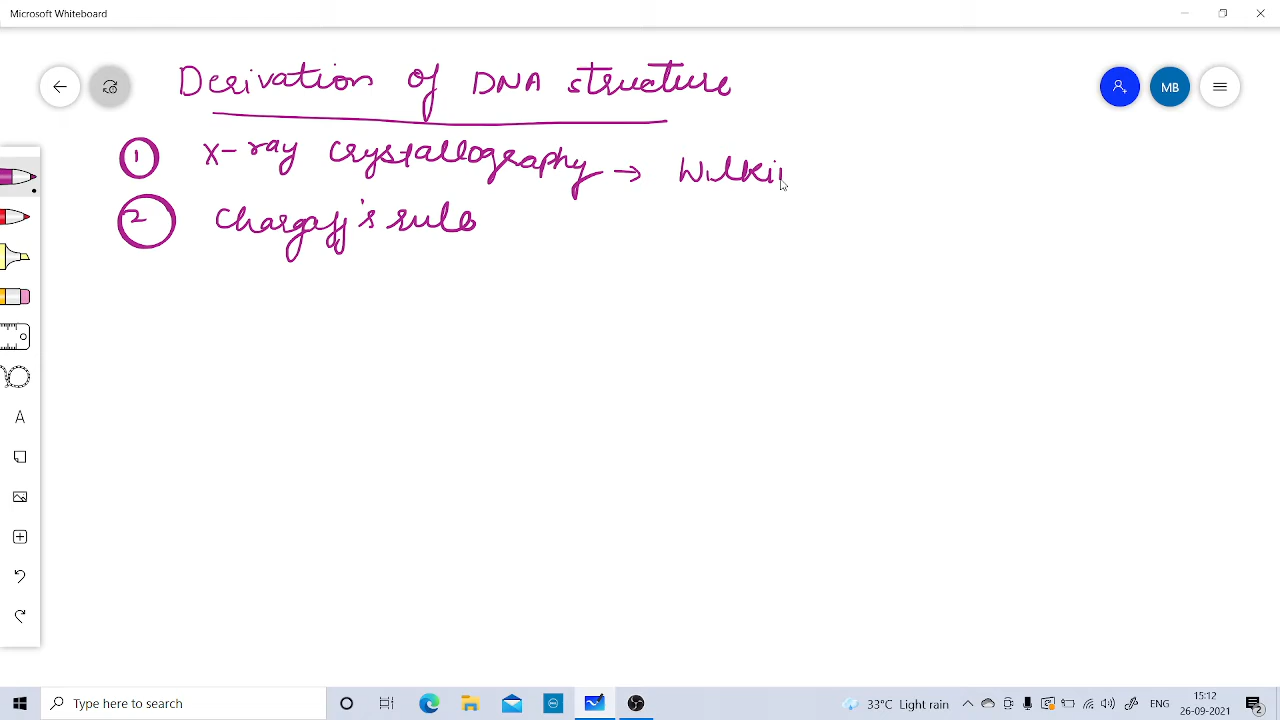 Microsoft Whiteboard
Derivation of DNA structure
MB
1 X-ray Crystallography → Wilki
2 Chargaff's rule
A
Type here to search
33°C Light rain
ENG
15:12
26-09-2021
2